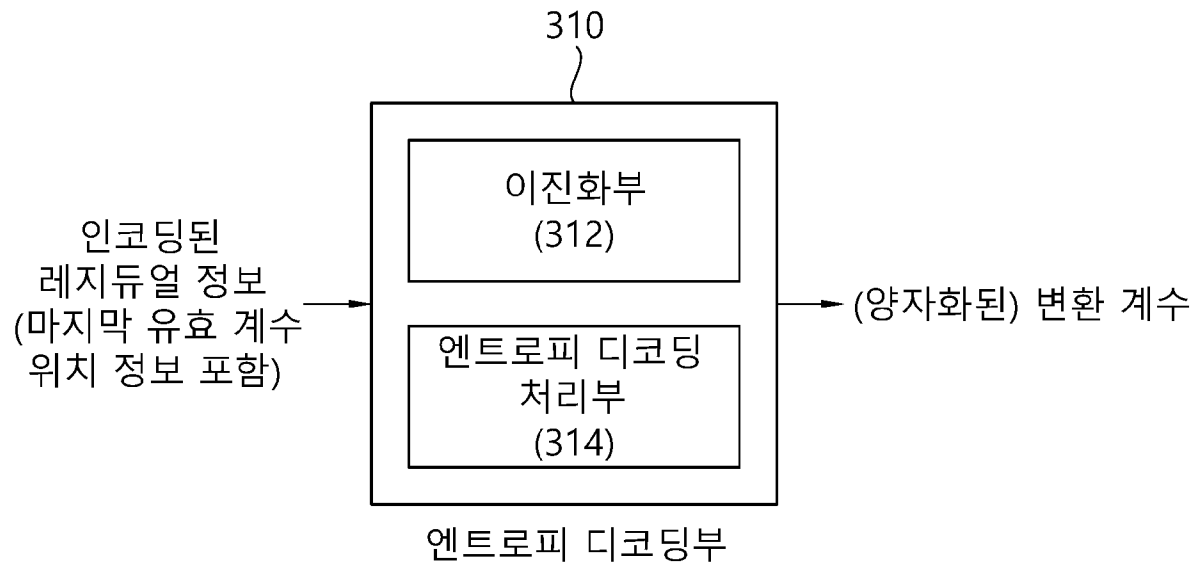 310
이진화부
(312)
인코딩된
레지듀얼 정보
(마지막 유효 계수
위치 정보 포함)
엔트로피 디코딩
처리부
(314)
(양자화된) 변환 계수
엔트로피 디코딩부